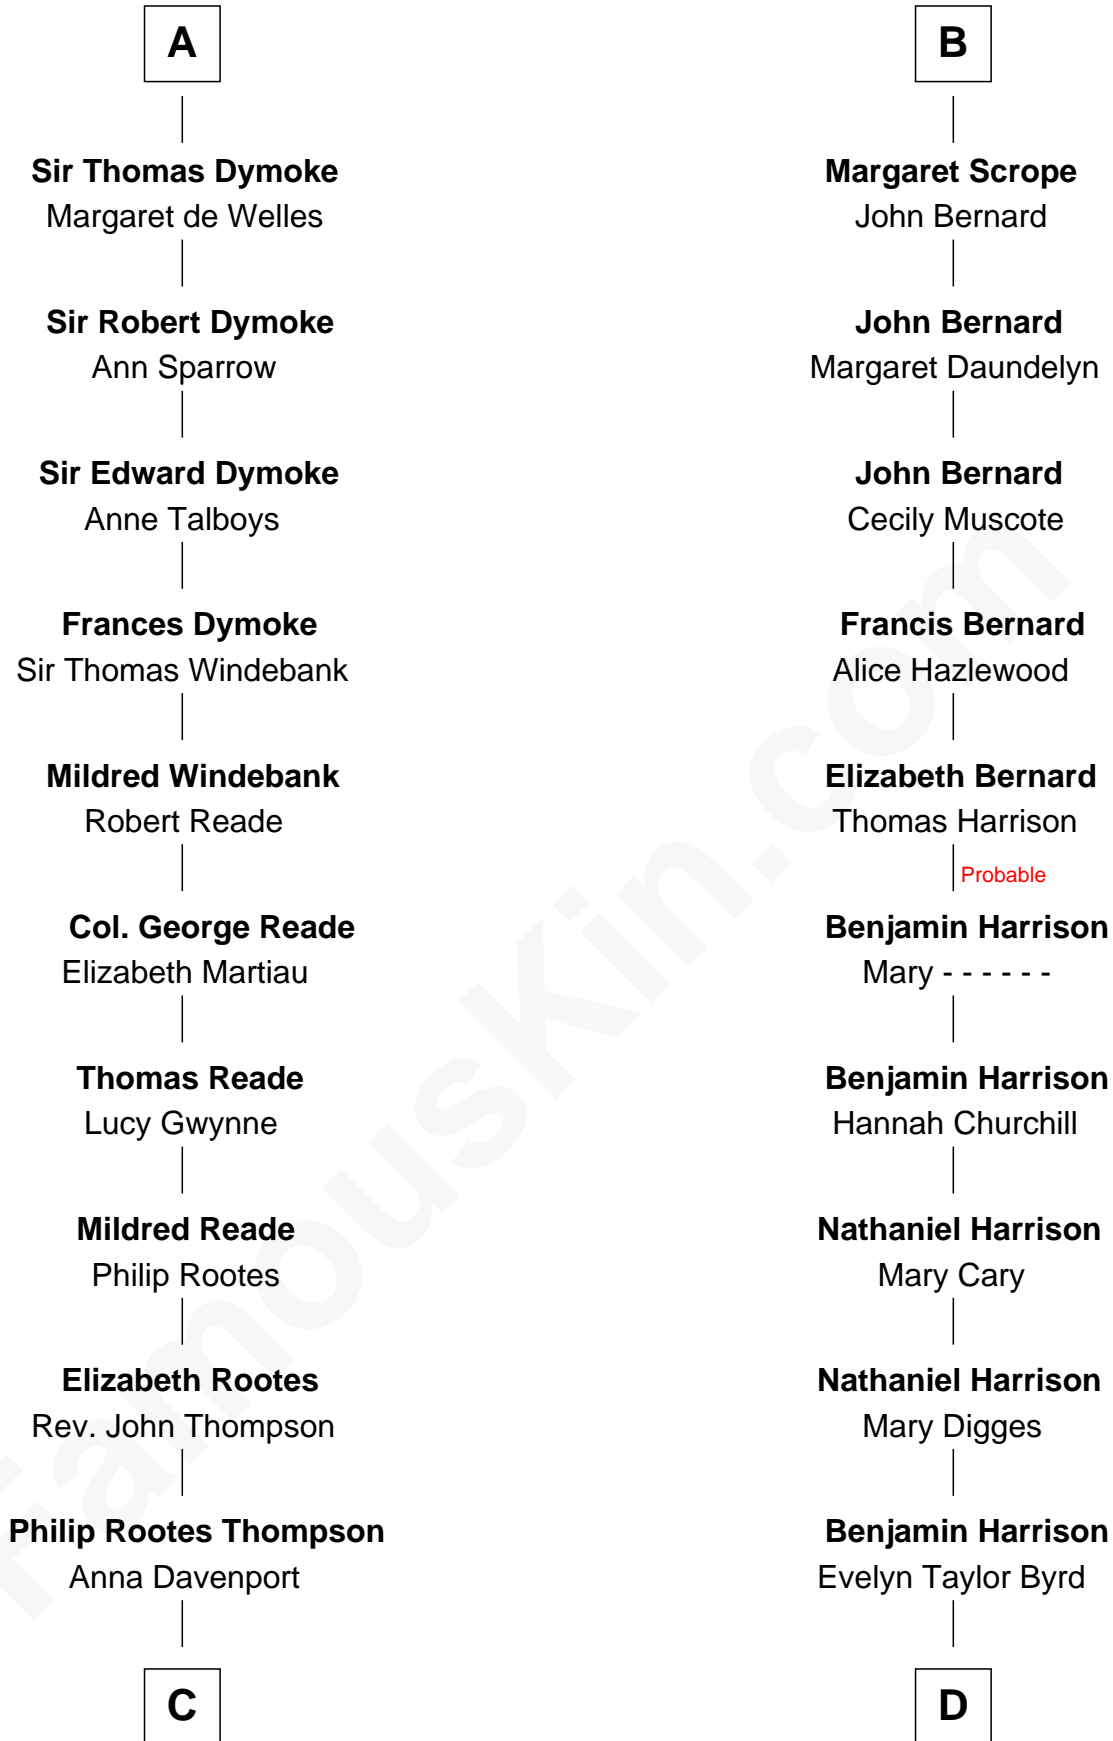 A
Sir Thomas Dymoke
Margaret de Welles
Sir Robert Dymoke
Ann Sparrow
Sir Edward Dymoke
Anne Talboys
Frances Dymoke
Sir Thomas Windebank
Mildred Windebank
Robert Reade
Col. George Reade
Elizabeth Martiau
Thomas Reade
Lucy Gwynne
Mildred Reade
Philip Rootes
Elizabeth Rootes
Rev. John Thompson
Philip Rootes Thompson
Anna Davenport
C
B
Margaret Scrope
John Bernard
John Bernard
Margaret Daundelyn
John Bernard
Cecily Muscote
Francis Bernard
Alice Hazlewood
Elizabeth Bernard
Thomas Harrison
Probable
Benjamin Harrison
Mary - - - - - -
Benjamin Harrison
Hannah Churchill
Nathaniel Harrison
Mary Cary
Nathaniel Harrison
Mary Digges
Benjamin Harrison
Evelyn Taylor Byrd
D
FamousKin.com